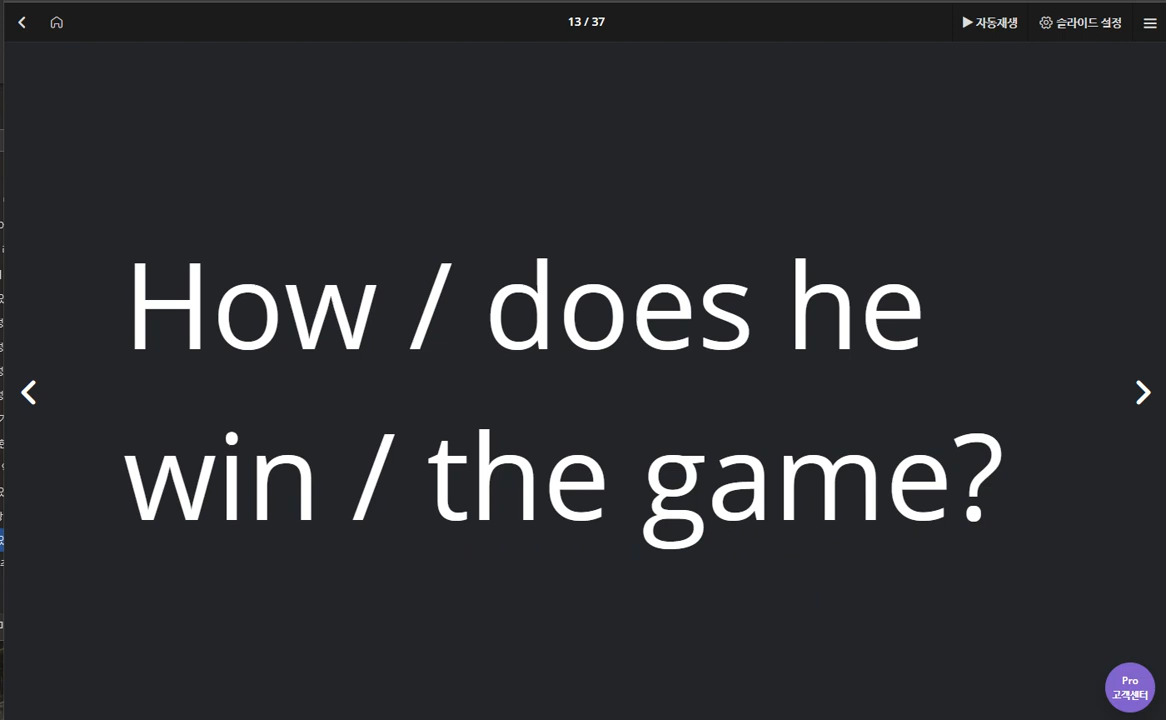 13 / 37
▶ 자동재생
슬라이드 설정
How / does he
win / the game?
Pro
고객센터